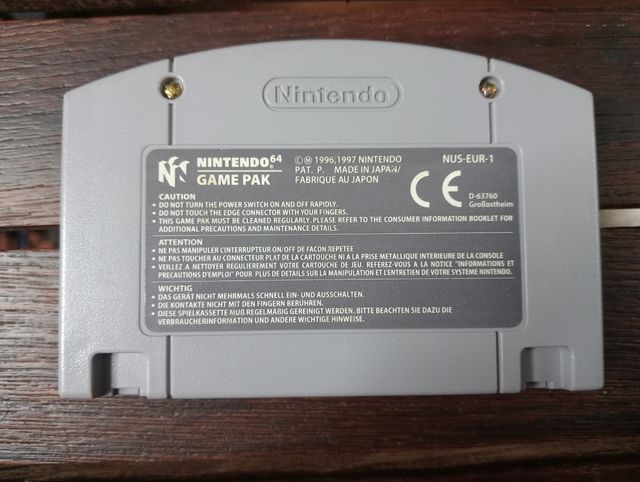 Nintendo
NINTENDO 64
GAME PAK
©Ⓜ 1996,1997 NINTENDO
PAT. P. MADE IN JAPAN/
FABRIQUE AU JAPON
NUS-EUR-1
CE
D-63760
Großostheim
CAUTION
• DO NOT TURN THE POWER SWITCH ON AND OFF RAPIDLY.
• DO NOT TOUCH THE EDGE CONNECTOR WITH YOUR FINGERS.
• THIS GAME PAK MUST BE CLEANED REGULARLY. PLEASE REFER TO THE CONSUMER INFORMATION BOOKLET FOR
ADDITIONAL PRECAUTIONS AND MAINTENANCE DETAILS.
ATTENTION
• NE PAS MANIPULER L'INTERRUPTEUR ON/OFF DE FACON REPETEE
• NE PAS TOUCHER AU CONNECTEUR PLAT DE LA CARTOUCHE NI A LA PRISE METALLIQUE INTERIEURE DE LA CONSOLE
• VEILLEZ A NETTOYER REGULIEREMENT VOTRE CARTOUCHE DE JEU. REFEREZ-VOUS A LA NOTICE "INFORMATIONS ET
PRECAUTIONS D'EMPLOI" POUR PLUS DE DETAILS SUR LA MANIPULATION ET L'ENTRETIEN DE VOTRE SYSTEME NINTENDO.
WICHTIG
• DAS GERÄT NICHT MEHRMALS SCHNELL EIN- UND AUSSCHALTEN.
• DIE KONTAKTE NICHT MIT DEN FINGERN BERÜHREN.
• DIESE SPIELKASSETTE MUß REGELMÄßIG GEREINIGT WERDEN. BITTE BEACHTEN SIE DAZU DIE
VERBRAUCHERINFORMATION UND ANDERE WICHTIGE HINWEISE.